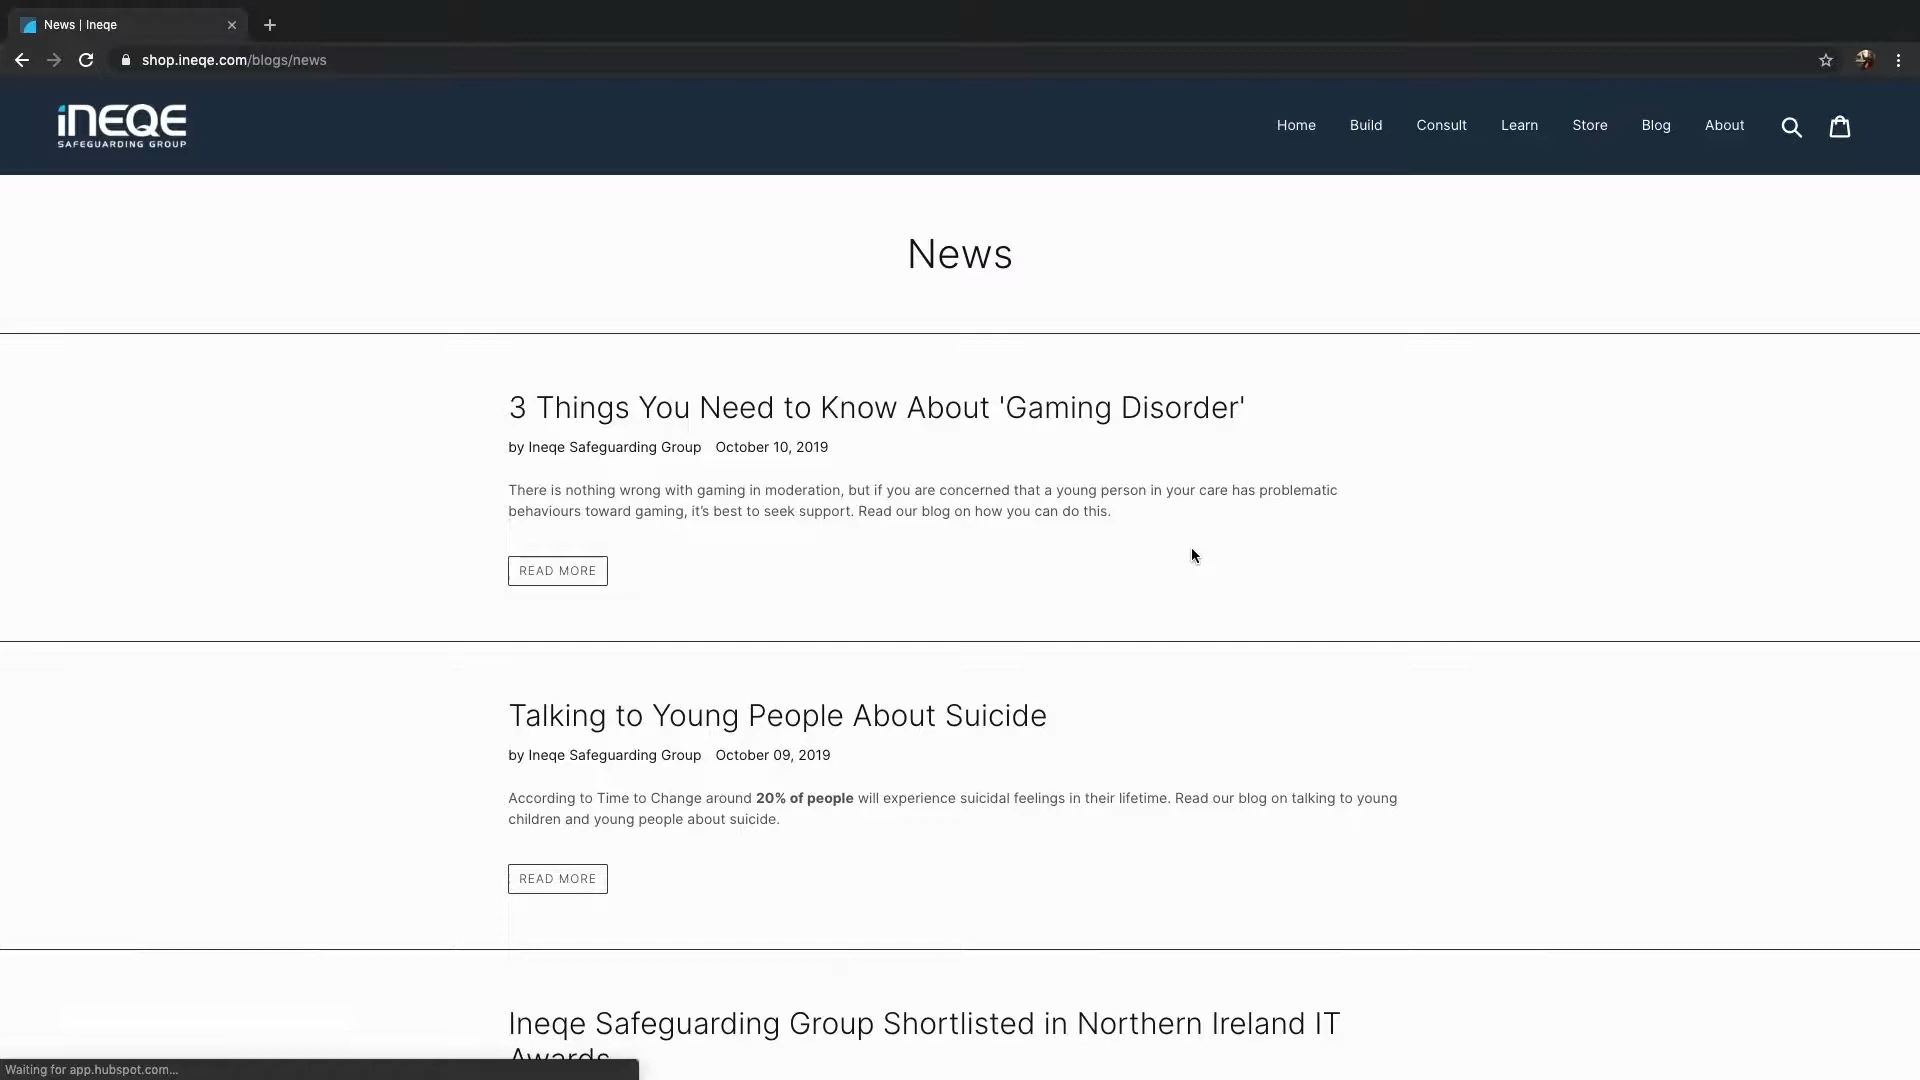 News | Ineqe
shop.ineqe.com/blogs/news
iNEQE
SAFEGUARDING GROUP
Home Build Consult Learn Store Blog About
News
3 Things You Need to Know About 'Gaming Disorder'
by Ineqe Safeguarding Group October 10, 2019
There is nothing wrong with gaming in moderation, but if you are concerned that a young person in your care has problematic
behaviours toward gaming, it's best to seek support. Read our blog on how you can do this.
READ MORE
Talking to Young People About Suicide
by Ineqe Safeguarding Group October 09, 2019
According to Time to Change around 20% of people will experience suicidal feelings in their lifetime. Read our blog on talking to young
children and young people about suicide.
READ MORE
Ineqe Safeguarding Group Shortlisted in Northern Ireland IT
Awards
Waiting for app.hubspot.com...